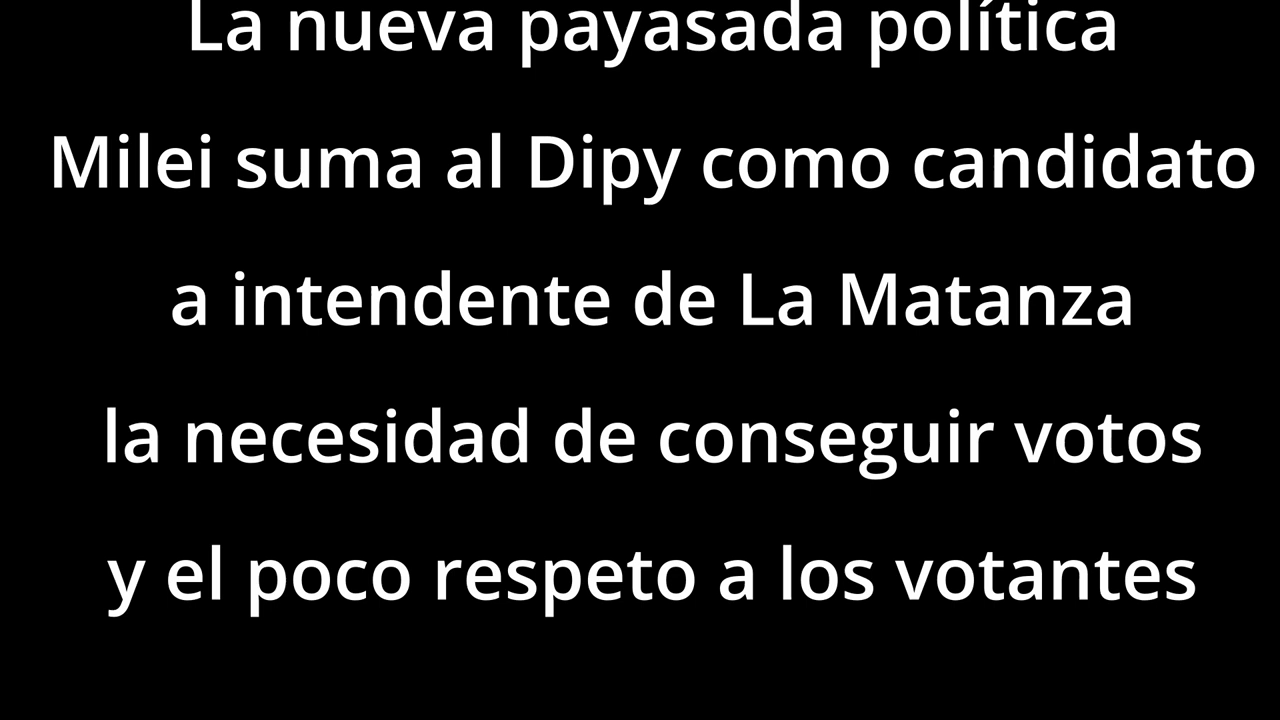 La nueva payasada política
Milei suma al Dipy como candidato
a intendente de La Matanza
la necesidad de conseguir votos
y el poco respeto a los votantes